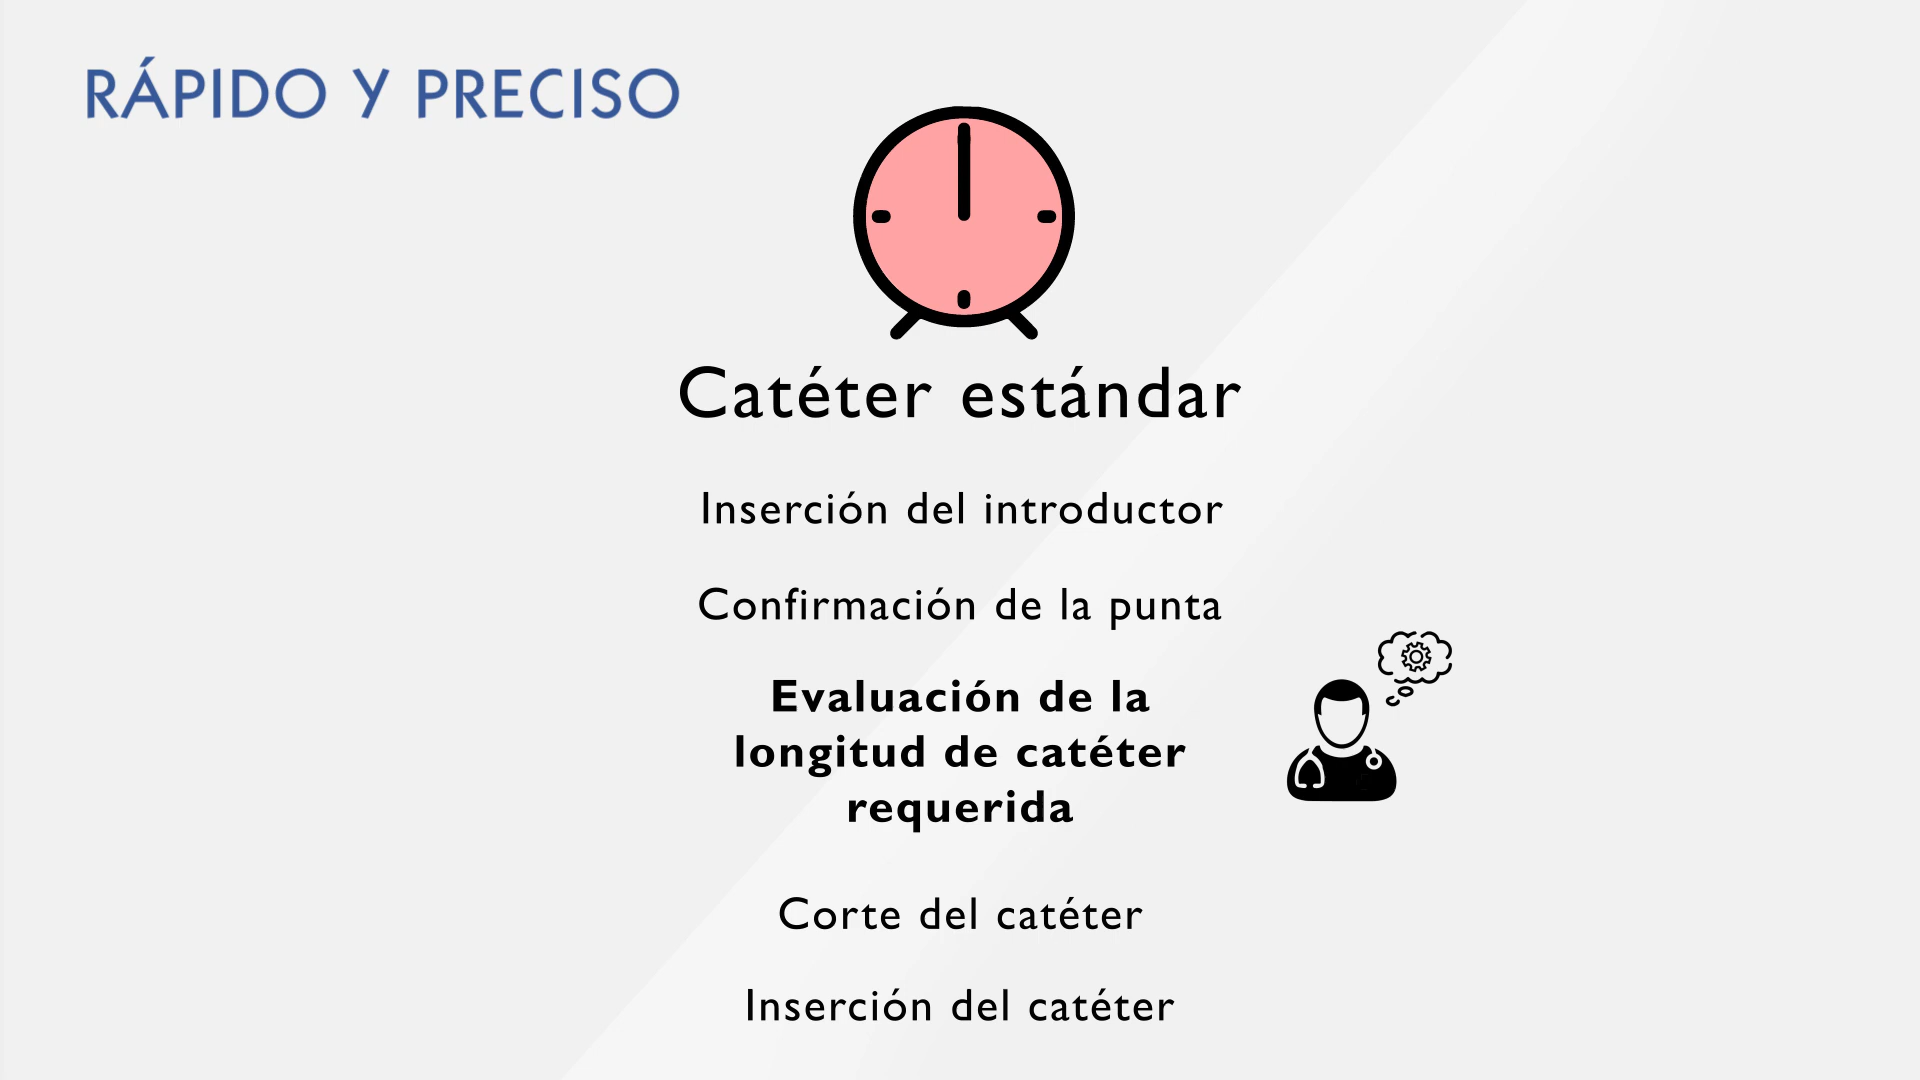 RÁPIDO Y PRECISO
Catéter estándar
Inserción del introductor
Confirmación de la punta
Evaluación de la
longitud de catéter
requerida
Corte del catéter
Inserción del catéter